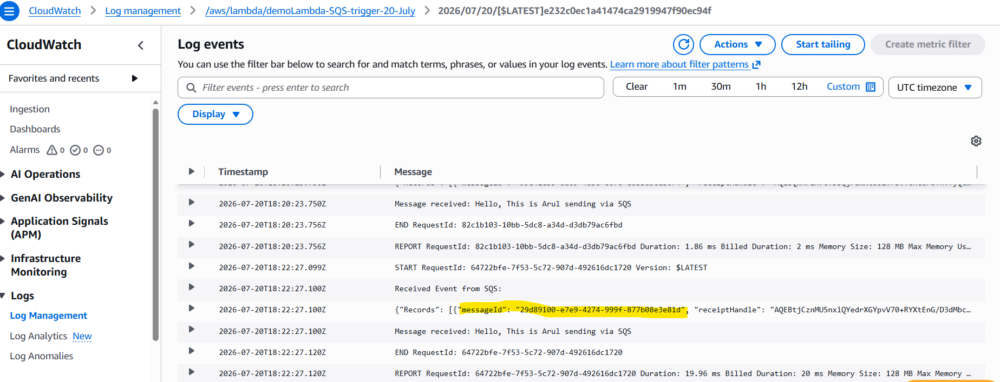 CloudWatch > Log management > /aws/lambda/demoLambda-SQS-trigger-20-July > 2026/07/20/[$LATEST]e232c0ec1a41474ca2919947f90ec94f
CloudWatch
Favorites and recents
Ingestion
Dashboards
Alarms 0 0 0
AI Operations
GenAI Observability
Application Signals
(APM)
Infrastructure
Monitoring
Logs
Log Management
Log Analytics New
Log Anomalies
Log events
Actions
Start tailing
Create metric filter
You can use the filter bar below to search for and match terms, phrases, or values in your log events. Learn more about filter patterns
Filter events - press enter to search
Clear 1m 30m 1h 12h Custom
UTC timezone
Display
Timestamp Message
2026-07-20T18:20:23.750Z Message received: Hello, This is Arul sending via SQS
2026-07-20T18:20:23.756Z END RequestId: 82c1b103-10bb-5dc8-a34d-d3db79ac6fbd
2026-07-20T18:20:23.756Z REPORT RequestId: 82c1b103-10bb-5dc8-a34d-d3db79ac6fbd Duration: 1.86 ms Billed Duration: 2 ms Memory Size: 128 MB Max Memory Us…
2026-07-20T18:22:27.099Z START RequestId: 64722bfe-7f53-5c72-907d-492616dc1720 Version: $LATEST
2026-07-20T18:22:27.100Z Received Event from SQS:
2026-07-20T18:22:27.100Z {"Records": [{"messageId": "29d89100-e7e9-4274-999f-877b08e3e81d", "receiptHandle": "AQEBtjCznMU5nxlQYedrXGYpvV70+RYXtEnG/D3dMbc…
2026-07-20T18:22:27.100Z Message received: Hello, This is Arul sending via SQS
2026-07-20T18:22:27.120Z END RequestId: 64722bfe-7f53-5c72-907d-492616dc1720
2026-07-20T18:22:27.120Z REPORT RequestId: 64722bfe-7f53-5c72-907d-492616dc1720 Duration: 19.96 ms Billed Duration: 20 ms Memory Size: 128 MB Max Memory …